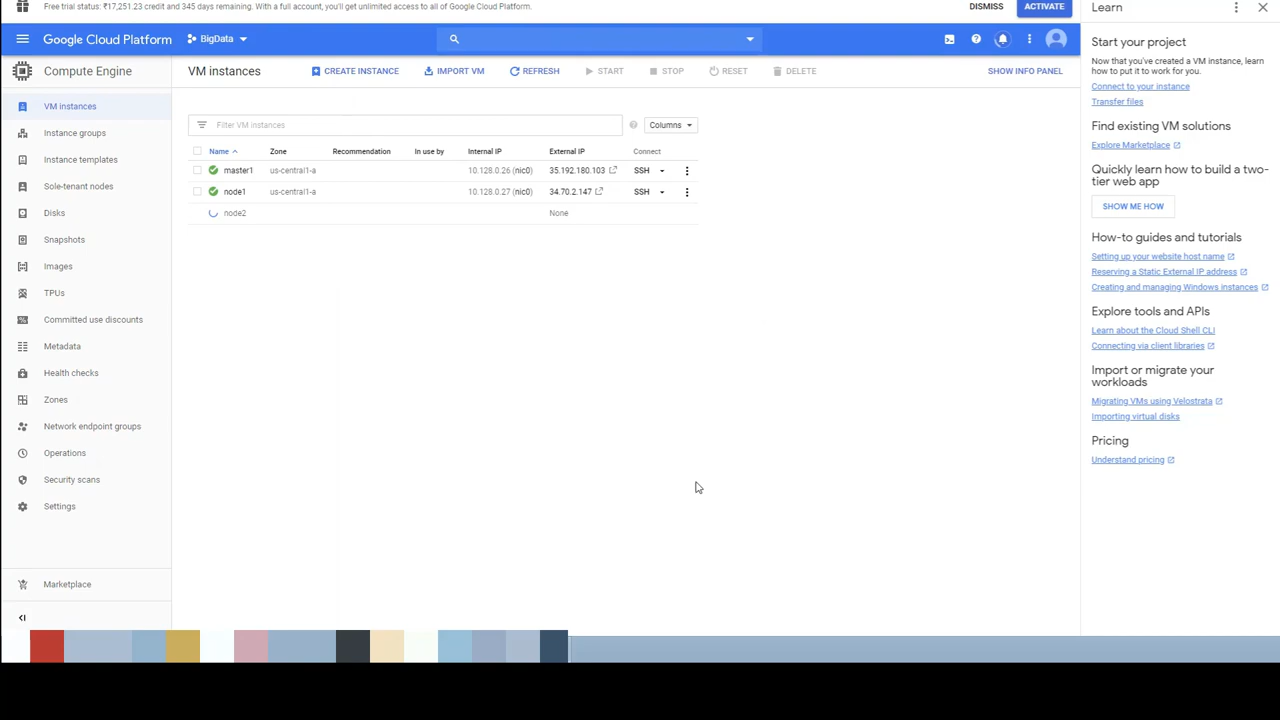 Free trial status: ₹17,251.23 credit and 345 days remaining. With a full account, you'll get unlimited access to all of Google Cloud Platform.
DISMISS
ACTIVATE
Learn
Google Cloud Platform
BigData
Compute Engine
VM instances
CREATE INSTANCE
IMPORT VM
REFRESH
START
STOP
RESET
DELETE
SHOW INFO PANEL
VM instances
Instance groups
Instance templates
Sole-tenant nodes
Disks
Snapshots
Images
TPUs
Committed use discounts
Metadata
Health checks
Zones
Network endpoint groups
Operations
Security scans
Settings
Marketplace
Filter VM instances
Columns
Name Zone Recommendation In use by Internal IP External IP Connect
master1 us-central1-a 10.128.0.26 (nic0) 35.192.180.103 SSH
node1 us-central1-a 10.128.0.27 (nic0) 34.70.2.147 SSH
node2 None
Start your project
Now that you've created a VM instance, learn
how to put it to work for you.
Connect to your instance
Transfer files
Find existing VM solutions
Explore Marketplace
Quickly learn how to build a two-
tier web app
SHOW ME HOW
How-to guides and tutorials
Setting up your website host name
Reserving a Static External IP address
Creating and managing Windows instances
Explore tools and APIs
Learn about the Cloud Shell CLI
Connecting via client libraries
Import or migrate your
workloads
Migrating VMs using Velostrata
Importing virtual disks
Pricing
Understand pricing